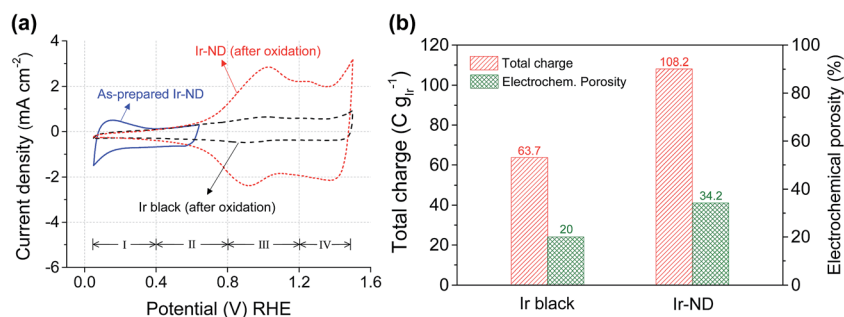 (a)
Current density (mA cm-2)
4
2
0
-2
-4
-6
Ir-ND (after oxidation)
As-prepared Ir-ND
Ir black (after oxidation)
I
II
III
IV
0.0
0.4
0.8
1.2
1.6
Potential (V) RHE
(b)
Total charge (C gIr-1)
120
100
80
60
40
20
0
Total charge
Electrochem. Porosity
63.7
20
108.2
34.2
Ir black
Ir-ND
100
80
60
40
20
0
Electrochemical porosity (%)